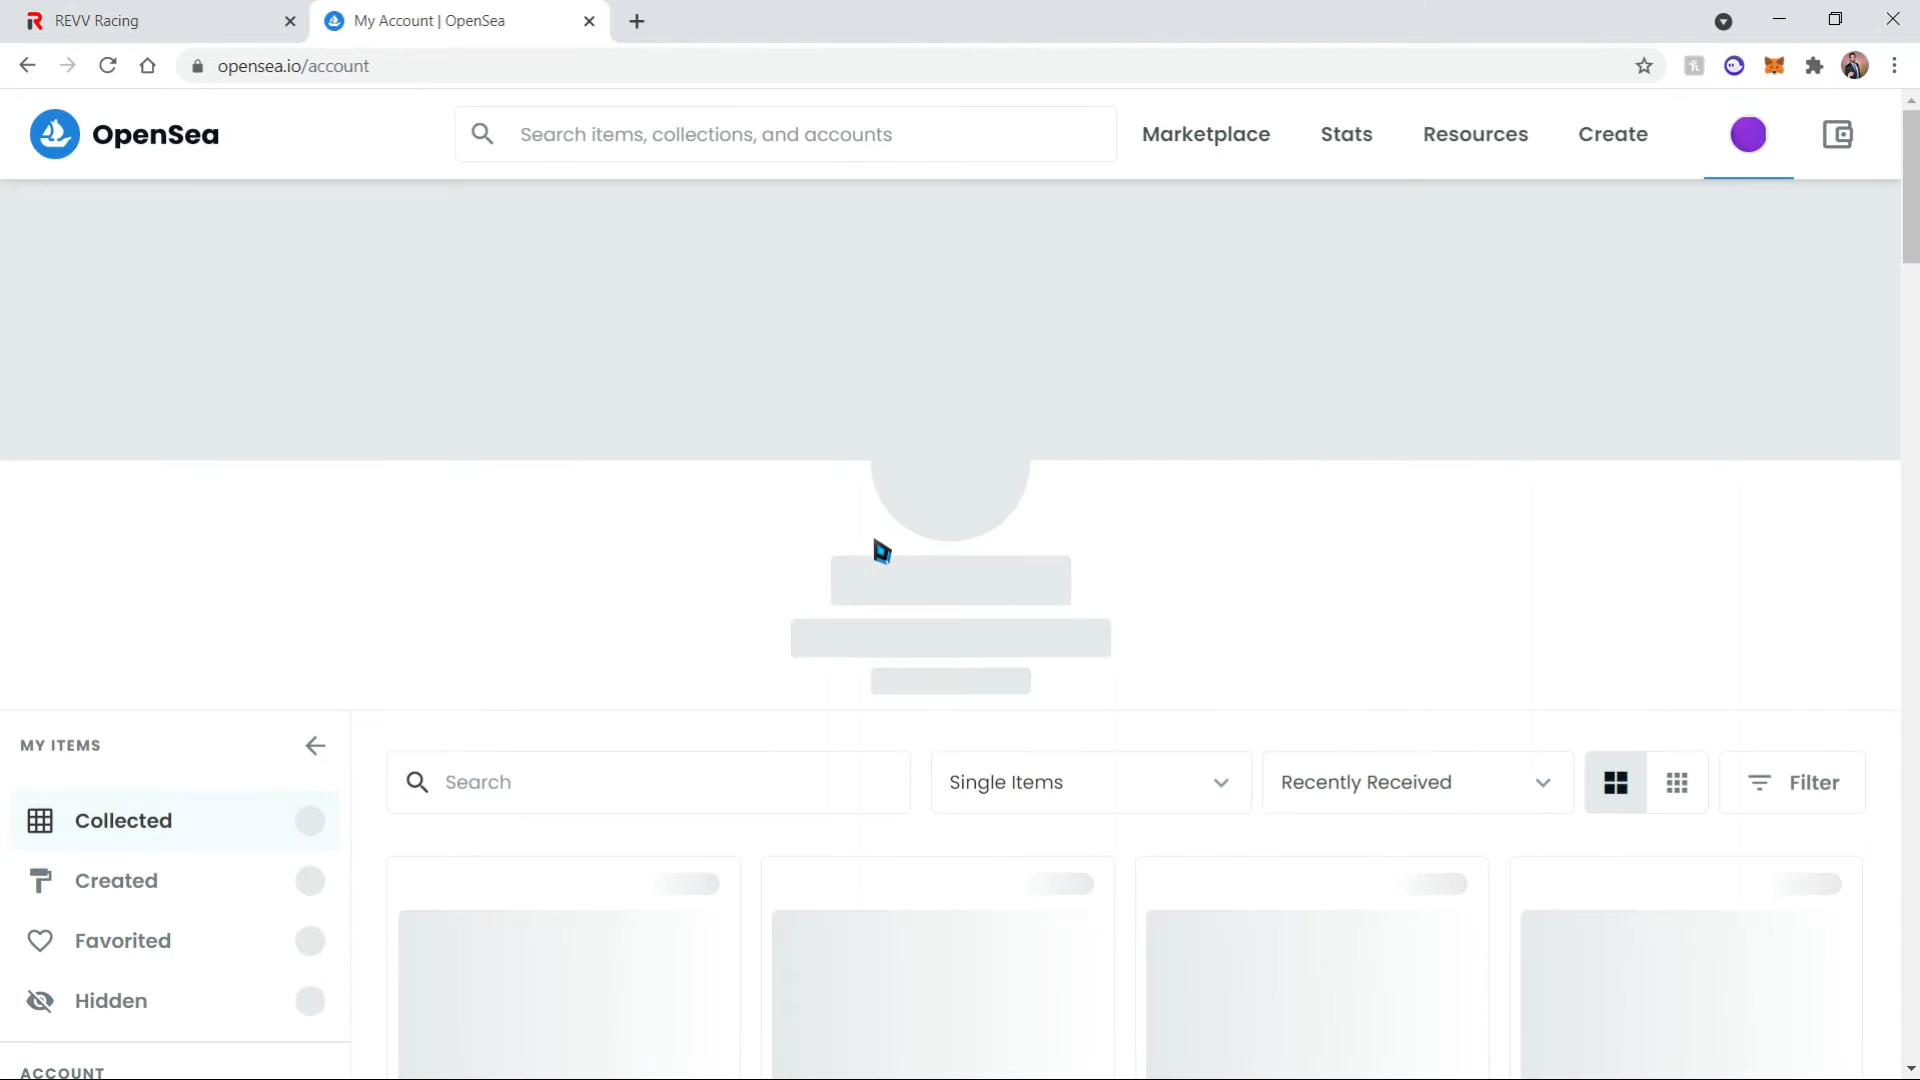 REVV Racing
My Account | OpenSea
opensea.io/account
OpenSea
Search items, collections, and accounts
Marketplace
Stats
Resources
Create
MY ITEMS
Search
Single Items
Recently Received
Filter
Collected
Created
Favorited
Hidden
ACCOUNT